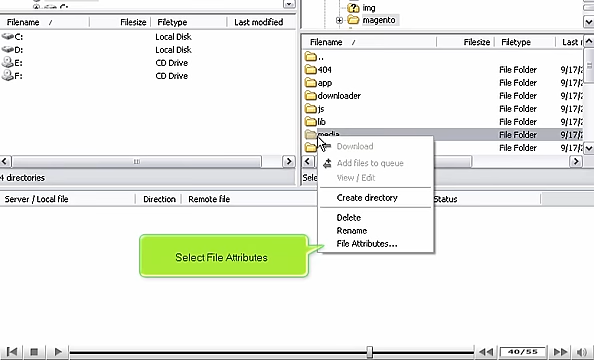 img
magento
Filename / Filesize Filetype Last modified
C: Local Disk
D: Local Disk
E: CD Drive
F: CD Drive
4 directories
Filename / Filesize Filetype Last r
..
404 File Folder 9/17/2
app File Folder 9/17/2
downloader File Folder 9/17/2
js File Folder 9/17/2
lib File Folder 9/17/2
media File Folder 9/17/2
File Folder 9/17/2
Selec
Download
Add files to queue
View / Edit
Create directory
Delete
Rename
File Attributes...
Server / Local file Direction Remote file Status
Select File Attributes
40/55